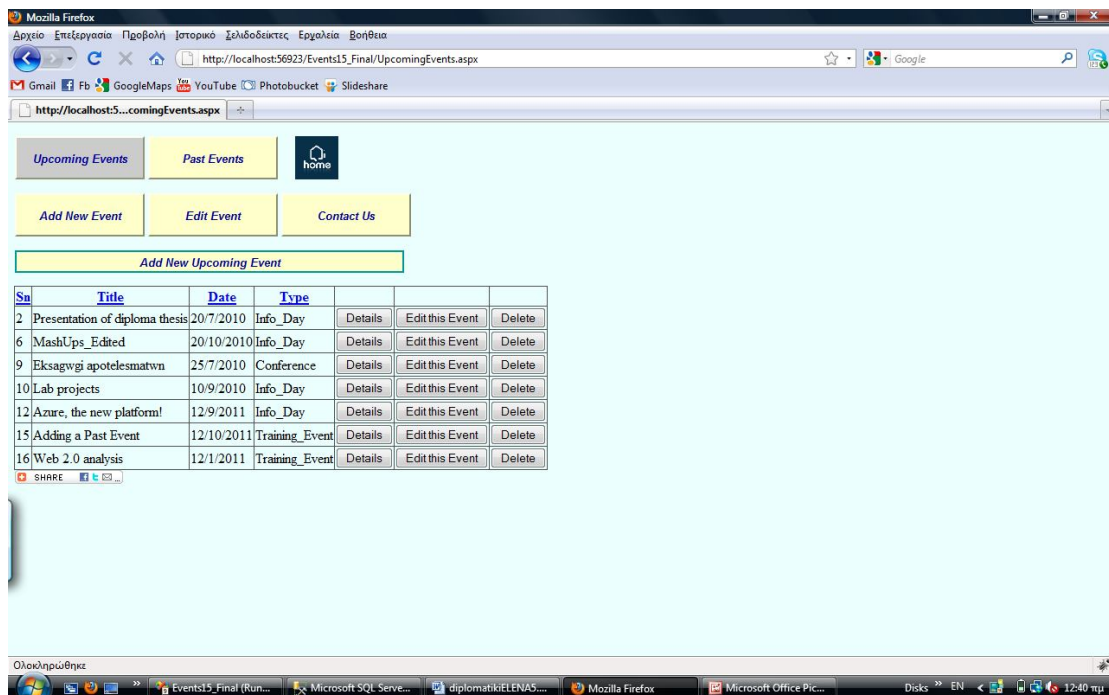 Mozilla Firefox
Αρχείο Επεξεργασία Προβολή Ιστορικό Σελιδοδείκτες Εργαλεία Βοήθεια
http://localhost:56923/Events15_Final/UpcomingEvents.aspx Google
Gmail Fb GoogleMaps YouTube Photobucket Slideshare
http://localhost:5...comingEvents.aspx
Upcoming Events Past Events home
Add New Event Edit Event Contact Us
Add New Upcoming Event
Sn Title Date Type
2 Presentation of diploma thesis 20/7/2010 Info_Day Details Edit this Event Delete
6 MashUps_Edited 20/10/2010 Info_Day Details Edit this Event Delete
9 Eksagwgi apotelesmatwn 25/7/2010 Conference Details Edit this Event Delete
10 Lab projects 10/9/2010 Info_Day Details Edit this Event Delete
12 Azure, the new platform! 12/9/2011 Info_Day Details Edit this Event Delete
15 Adding a Past Event 12/10/2011 Training_Event Details Edit this Event Delete
16 Web 2.0 analysis 12/1/2011 Training_Event Details Edit this Event Delete
SHARE
Ολοκληρώθηκε
Events15_Final (Run... Microsoft SQL Serve... diplomatikiELENA5.... Mozilla Firefox Microsoft Office Pic... Disks » EN 12:40 πμ